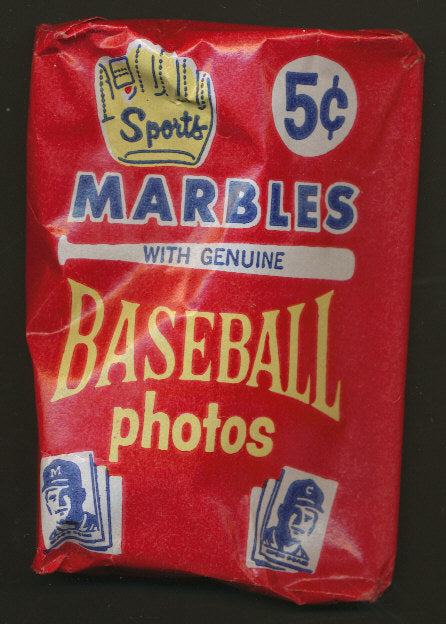 Sports
5¢
MARBLES
WITH GENUINE
BASEBALL
photos
M
C